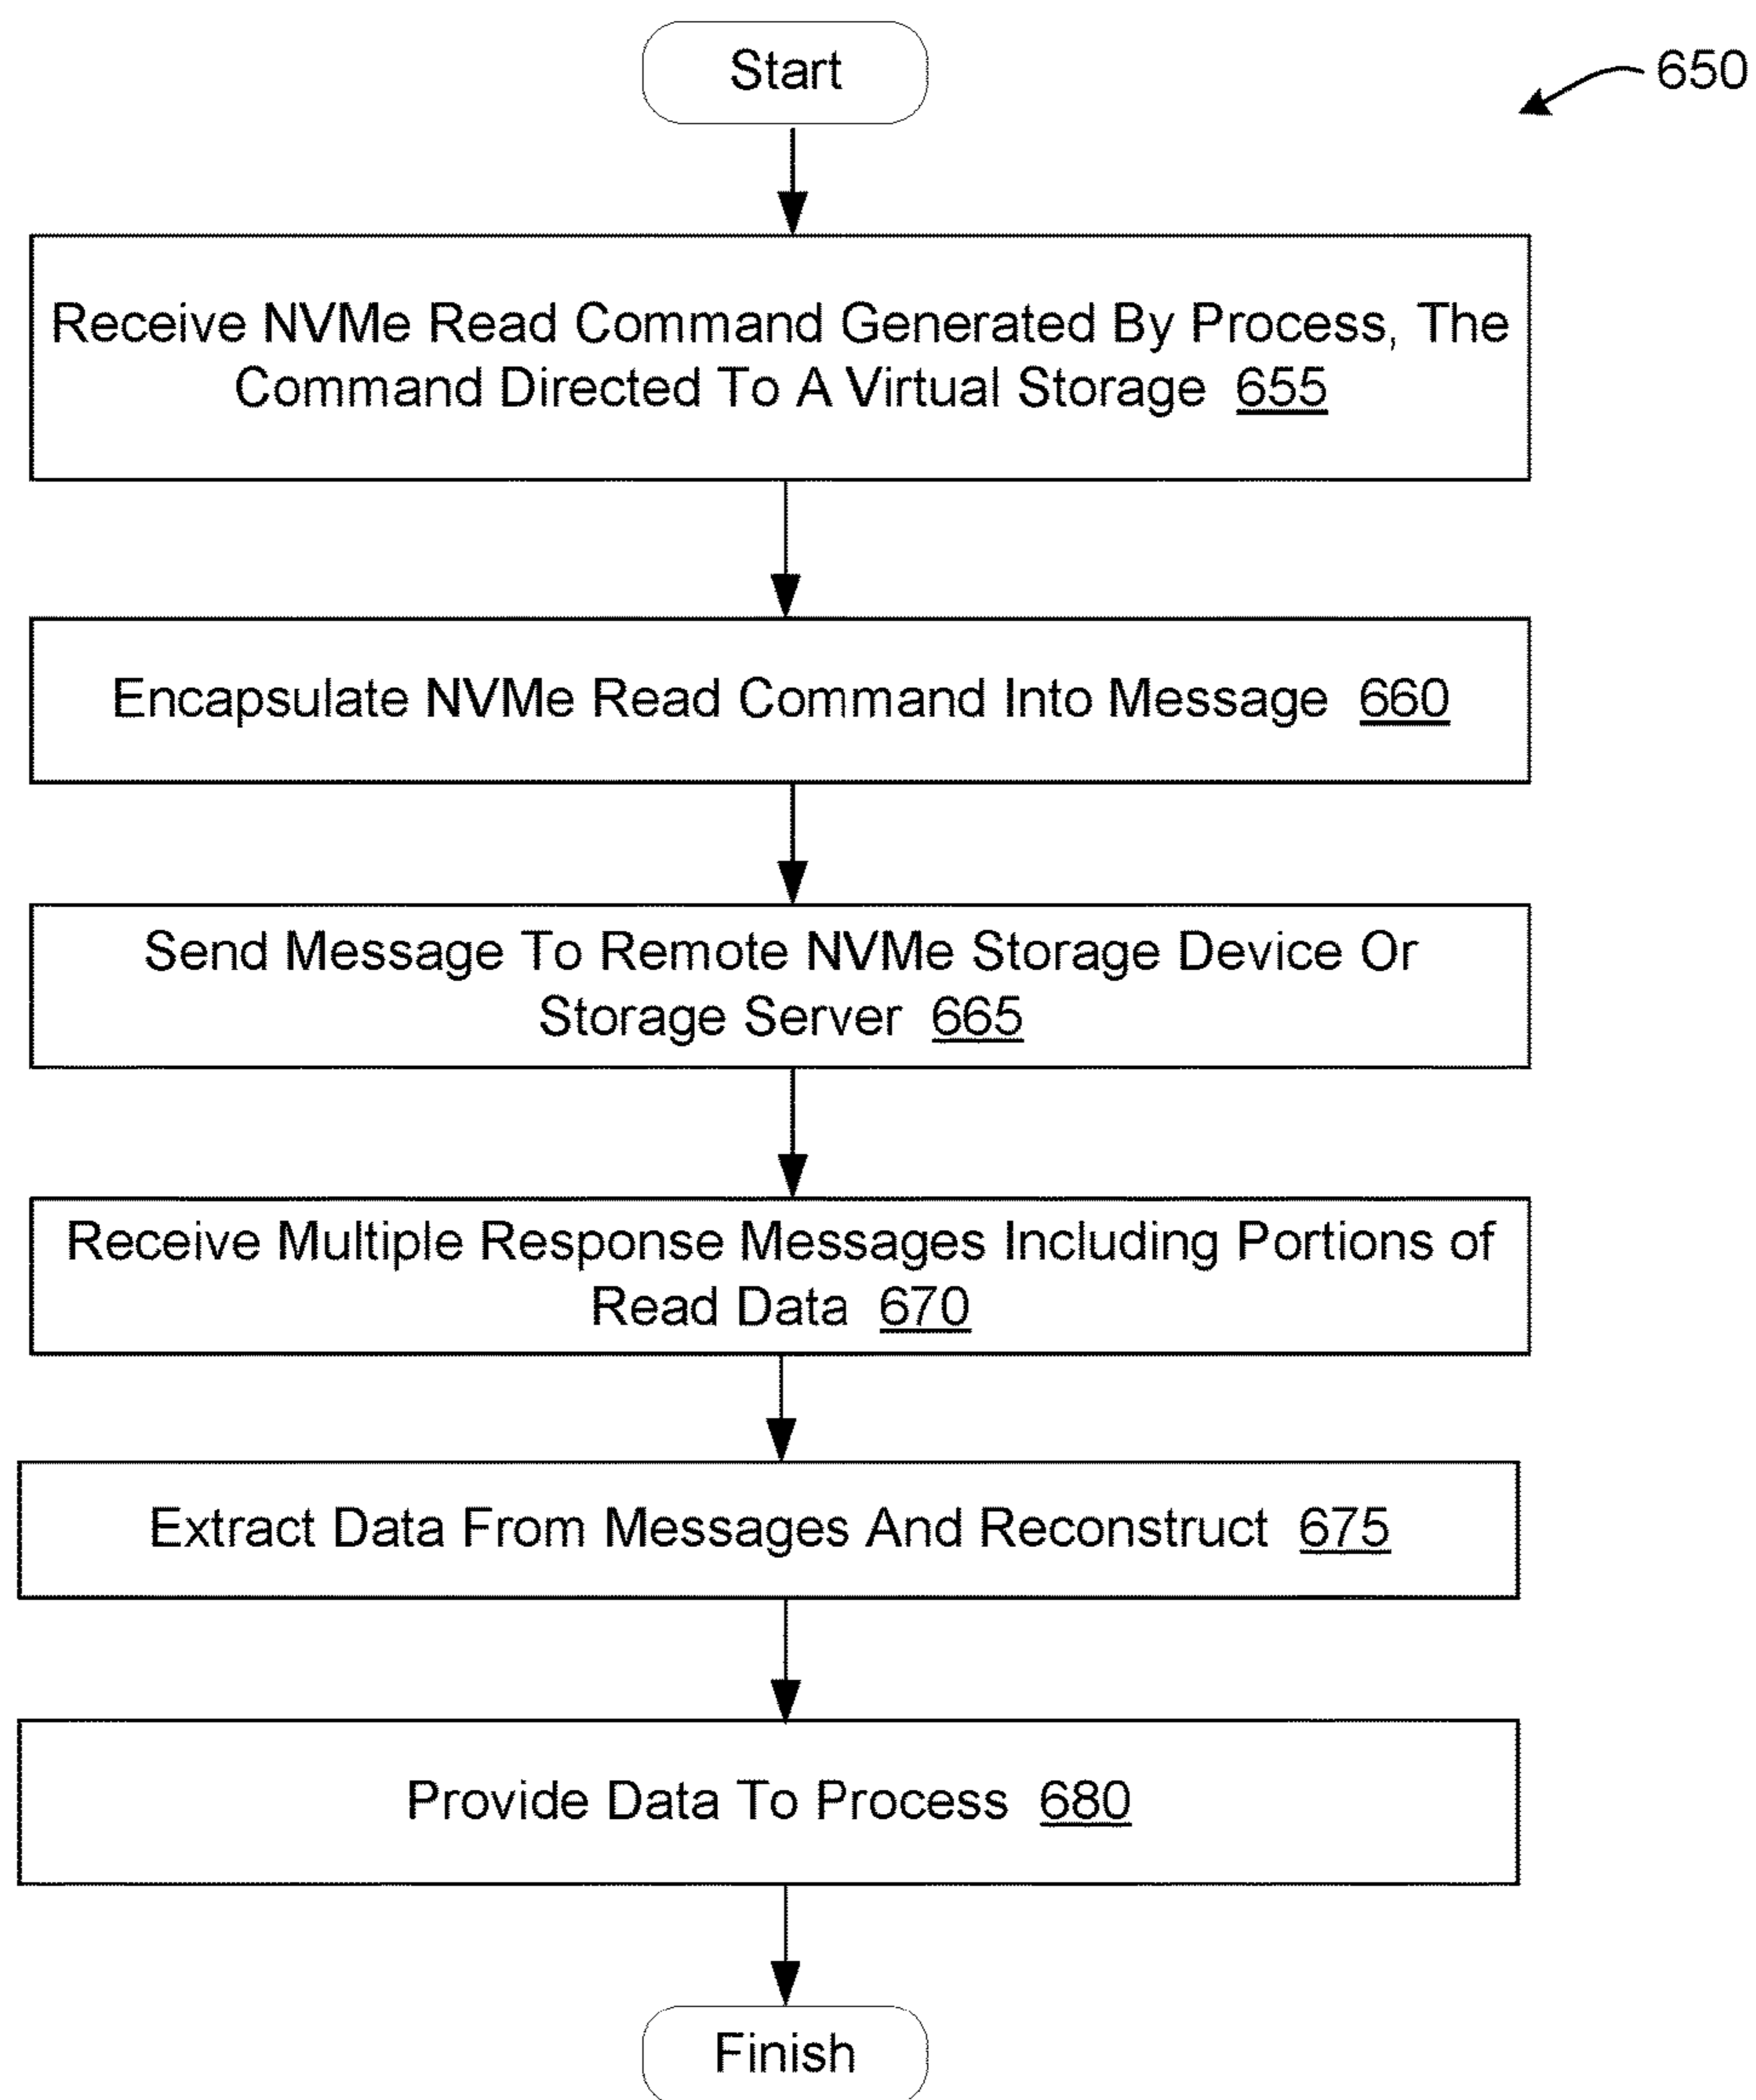 Start
650
Receive NVMe Read Command Generated By Process, The
Command Directed To A Virtual Storage 655
Encapsulate NVMe Read Command Into Message 660
Send Message To Remote NVMe Storage Device Or
Storage Server 665
Receive Multiple Response Messages Including Portions of
Read Data 670
Extract Data From Messages And Reconstruct 675
Provide Data To Process 680
Finish